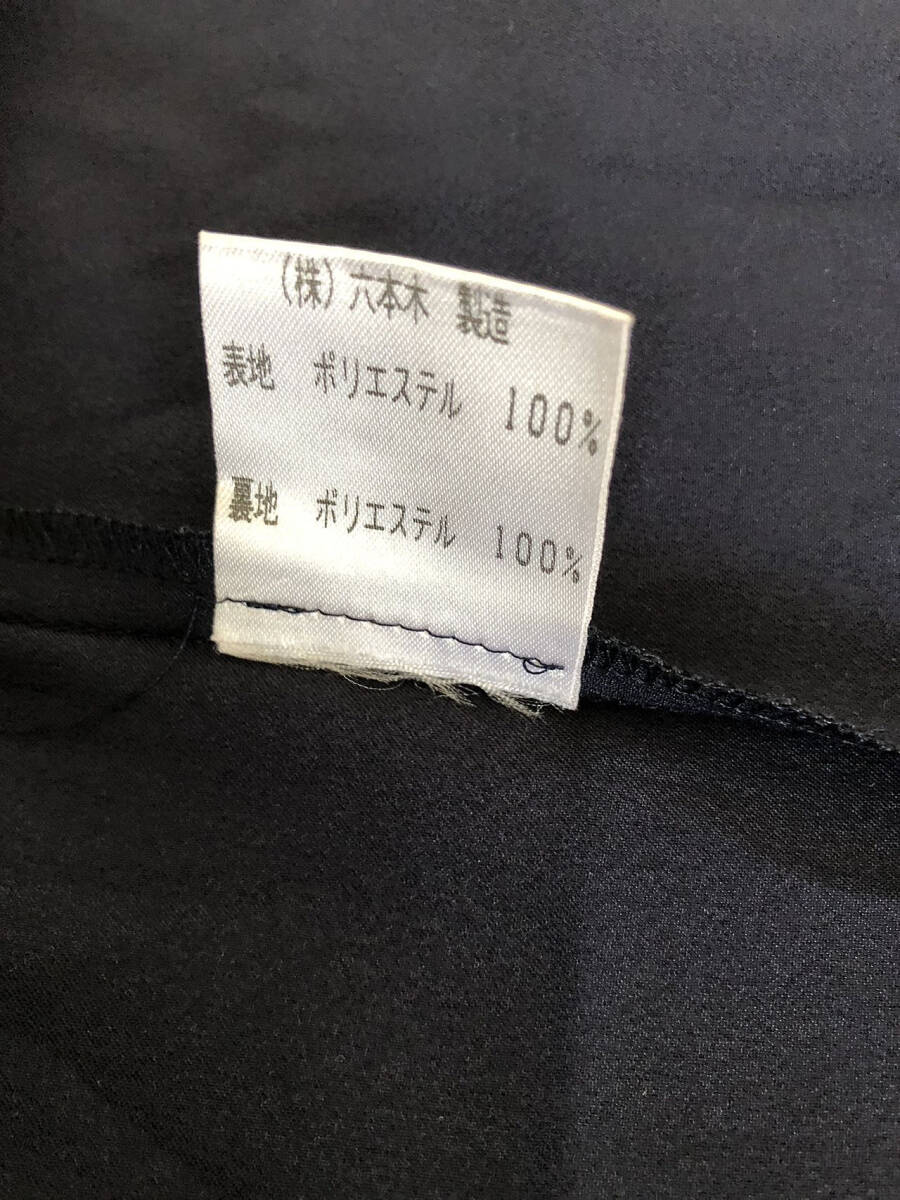 (株)六本木 製造
表地 ポリエステル 100%
裏地 ポリエステル 100%